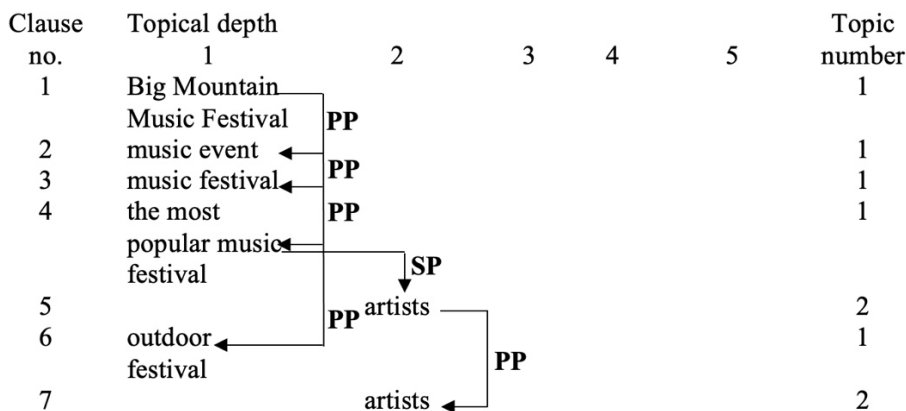 Clause Topical depth Topic
no. 1 2 3 4 5 number
1 Big Mountain 1
Music Festival PP
2 music event 1
PP
3 music festival 1
4 the most PP 1
popular music
festival SP
5 artists 2
PP
6 outdoor 1
festival PP
7 artists 2